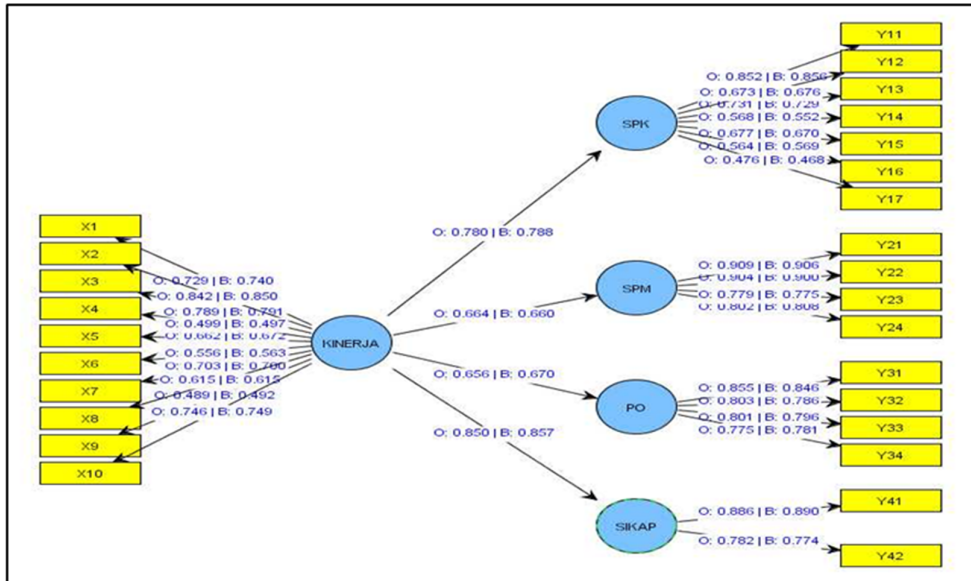 X1
X2
X3
X4
X5
X6
X7
X8
X9
X10
O: 0.729 | B: 0.740
O: 0.842 | B: 0.850
O: 0.789 | B: 0.791
O: 0.499 | B: 0.497
O: 0.662 | B: 0.672
O: 0.556 | B: 0.563
O: 0.703 | B: 0.700
O: 0.615 | B: 0.615
O: 0.489 | B: 0.492
O: 0.746 | B: 0.749
KINERJA
O: 0.780 | B: 0.788
O: 0.664 | B: 0.660
O: 0.656 | B: 0.670
O: 0.850 | B: 0.857
SPK
O: 0.852 | B: 0.856
O: 0.673 | B: 0.676
O: 0.731 | B: 0.729
O: 0.568 | B: 0.552
O: 0.677 | B: 0.670
O: 0.564 | B: 0.569
O: 0.476 | B: 0.468
Y11
Y12
Y13
Y14
Y15
Y16
Y17
SPM
O: 0.909 | B: 0.906
O: 0.904 | B: 0.900
O: 0.779 | B: 0.775
O: 0.802 | B: 0.808
Y21
Y22
Y23
Y24
PO
O: 0.855 | B: 0.846
O: 0.803 | B: 0.786
O: 0.801 | B: 0.796
O: 0.775 | B: 0.781
Y31
Y32
Y33
Y34
SIKAP
O: 0.886 | B: 0.890
O: 0.782 | B: 0.774
Y41
Y42